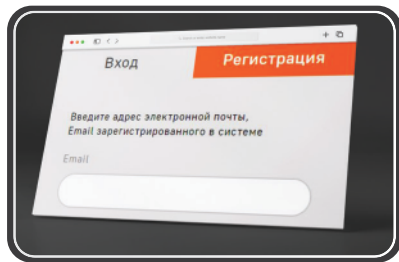 Вход
Регистрация
Введите адрес электронной почты,
Email зарегистрированного в системе
Email